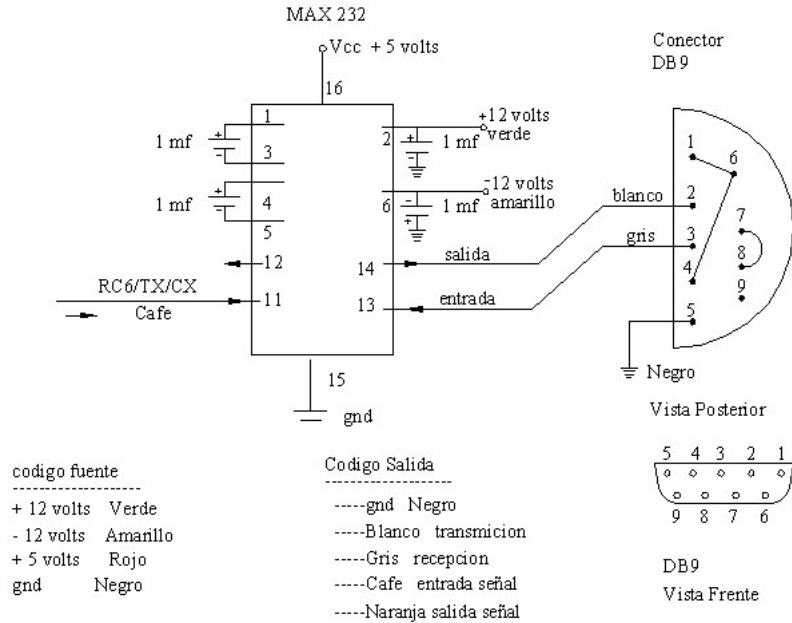 MAX 232
Vcc + 5 volts
16
1
1 mf
+
-
3
1 mf
+
-
4
5
12
RC6/TX/CX
11
Cafe
2
+12 volts
verde
+
-
1 mf
6
-12 volts
amarillo
-
+
1 mf
14
salida
13
entrada
15
gnd
Conector
DB9
1
6
blanco
2
7
gris
3
8
4
9
5
Negro
Vista Posterior
5 4 3 2 1
9 8 7 6
DB9
Vista Frente
codigo fuente
----------------
+ 12 volts Verde
- 12 volts Amarillo
+ 5 volts Rojo
gnd Negro
Codigo Salida
----------------
-----gnd Negro
-----Blanco transmicion
-----Gris recepcion
-----Cafe entrada señal
-----Naranja salida señal